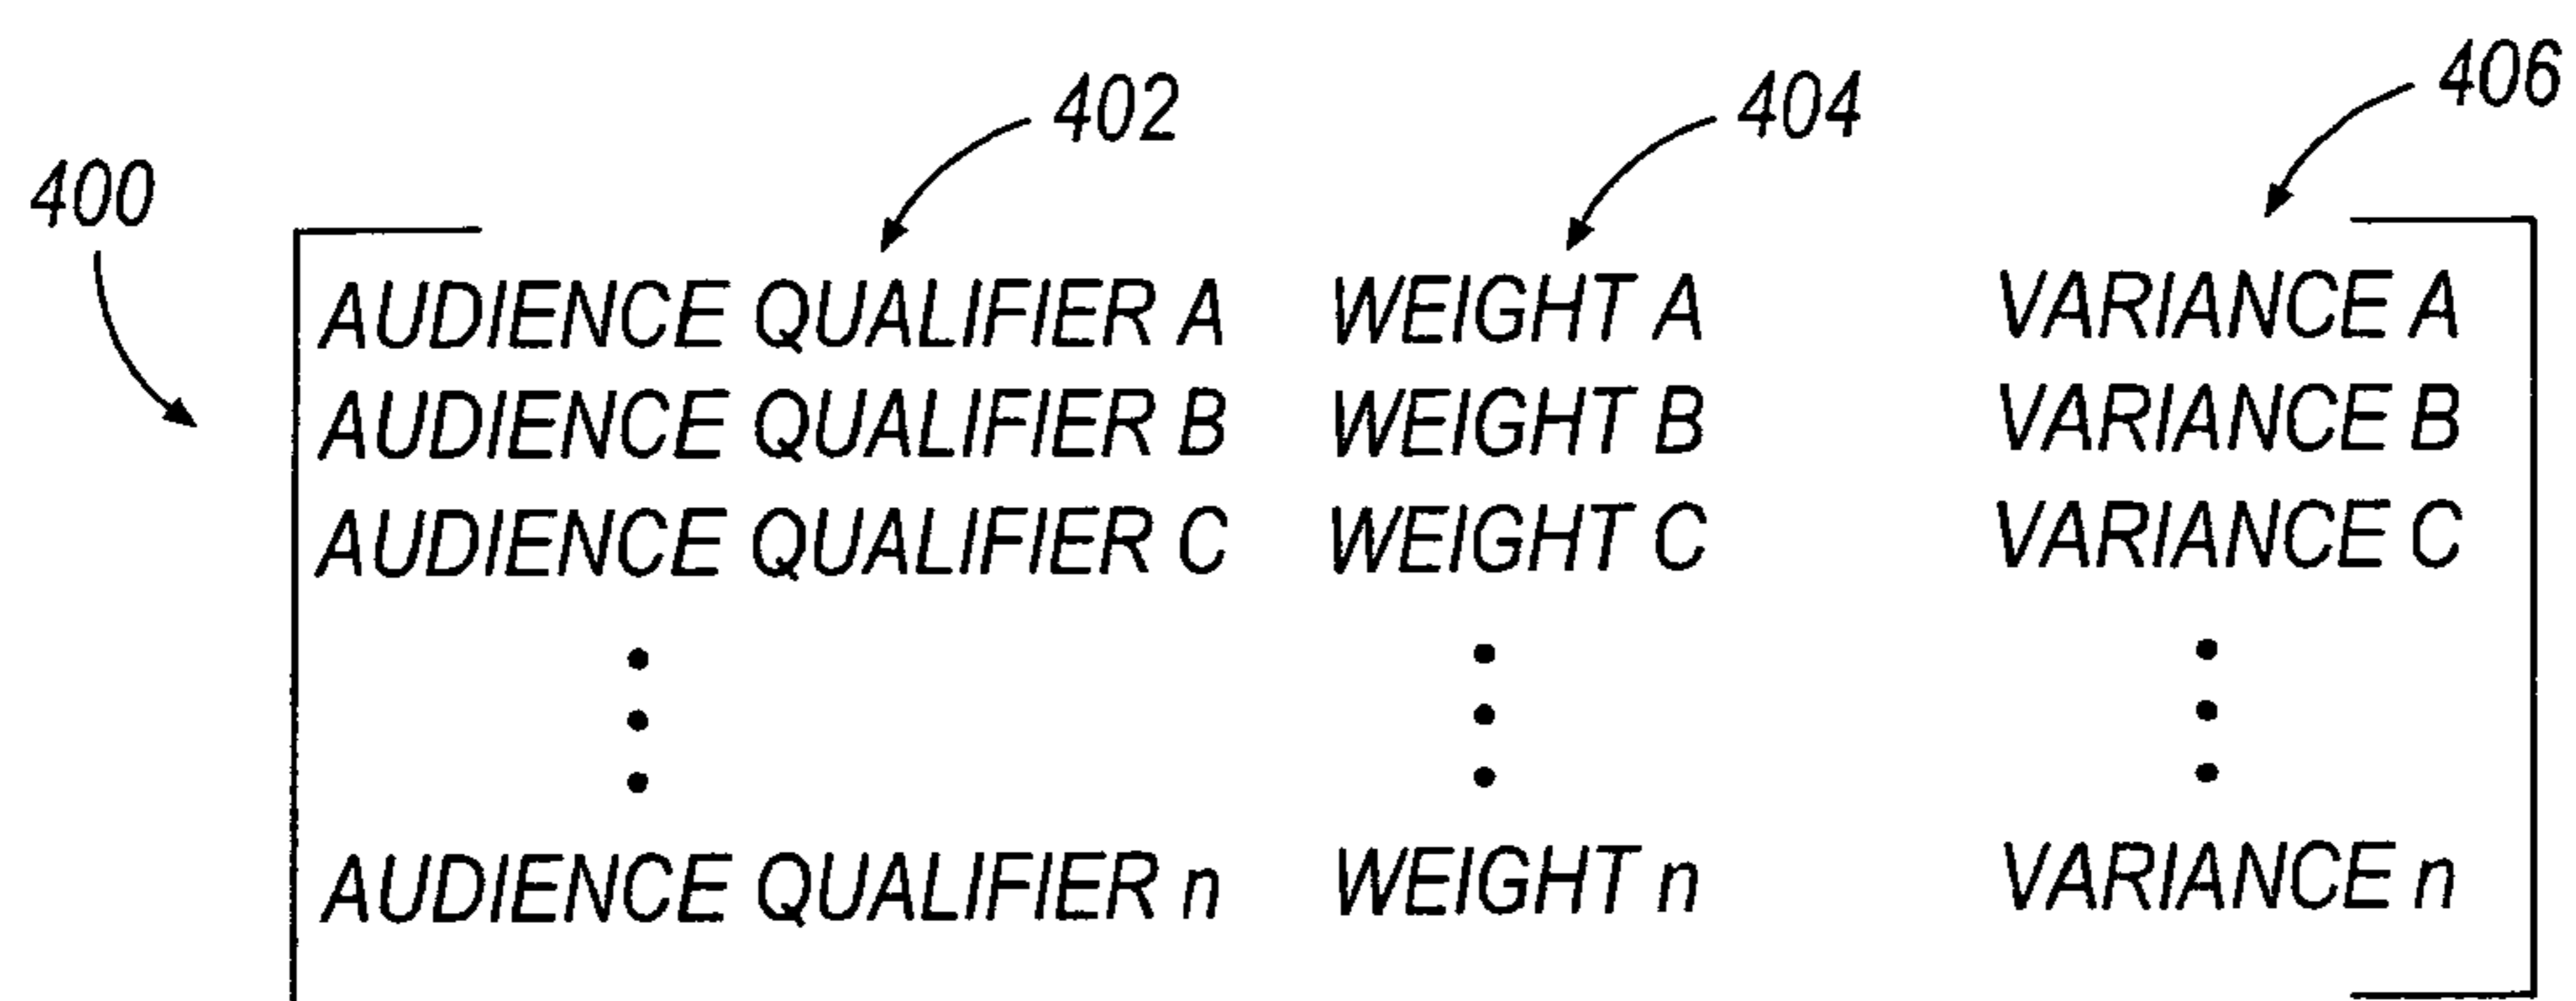 406
402
404
400
AUDIENCE QUALIFIER A WEIGHT A VARIANCE A
AUDIENCE QUALIFIER B WEIGHT B VARIANCE B
AUDIENCE QUALIFIER C WEIGHT C VARIANCE C
AUDIENCE QUALIFIER n WEIGHT n VARIANCE n